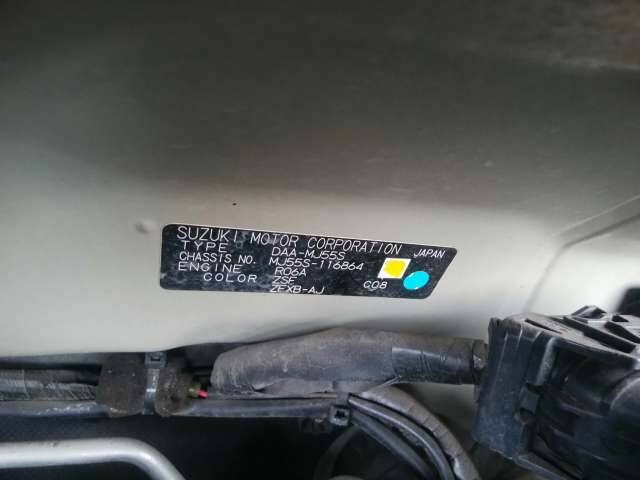 SUZUKI MOTOR CORPORATION JAPAN
TYPE DAA-MJ55S
CHASSIS NO. MJ55S-116864
ENGINE R06A
COLOR ZSE C08
ZFXB-AJ